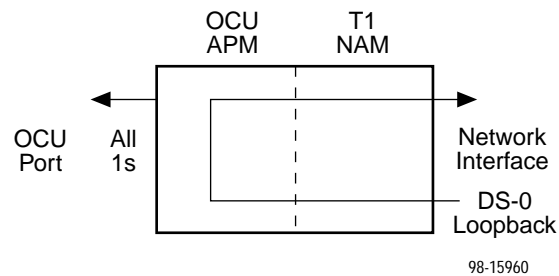 OCU
APM
T1
NAM
OCU
Port
All
1s
Network
Interface
DS-0
Loopback
98-15960